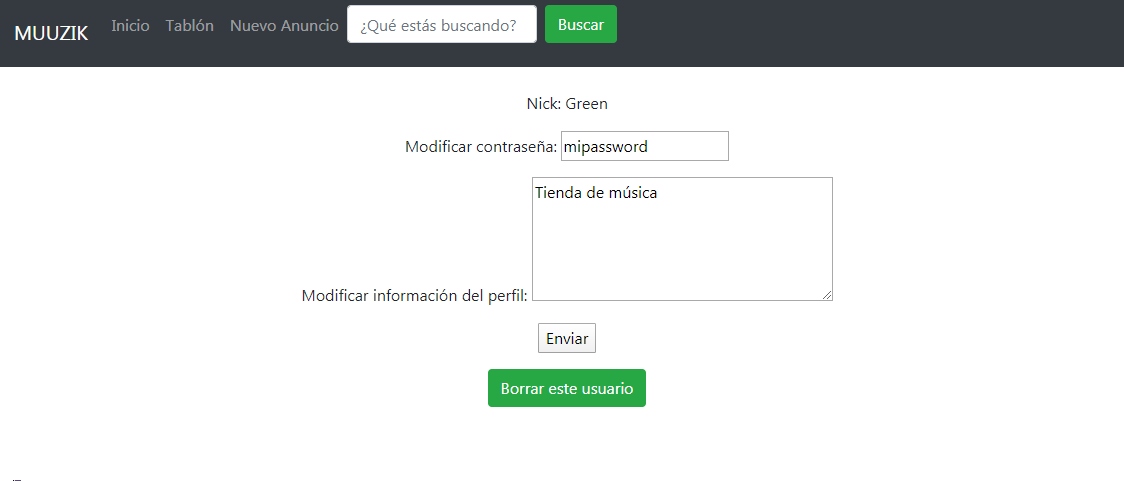 MUUZIK Inicio Tablón Nuevo Anuncio ¿Qué estás buscando? Buscar
Nick: Green
Modificar contraseña: mipassword
Tienda de música
Modificar información del perfil:
Enviar
Borrar este usuario